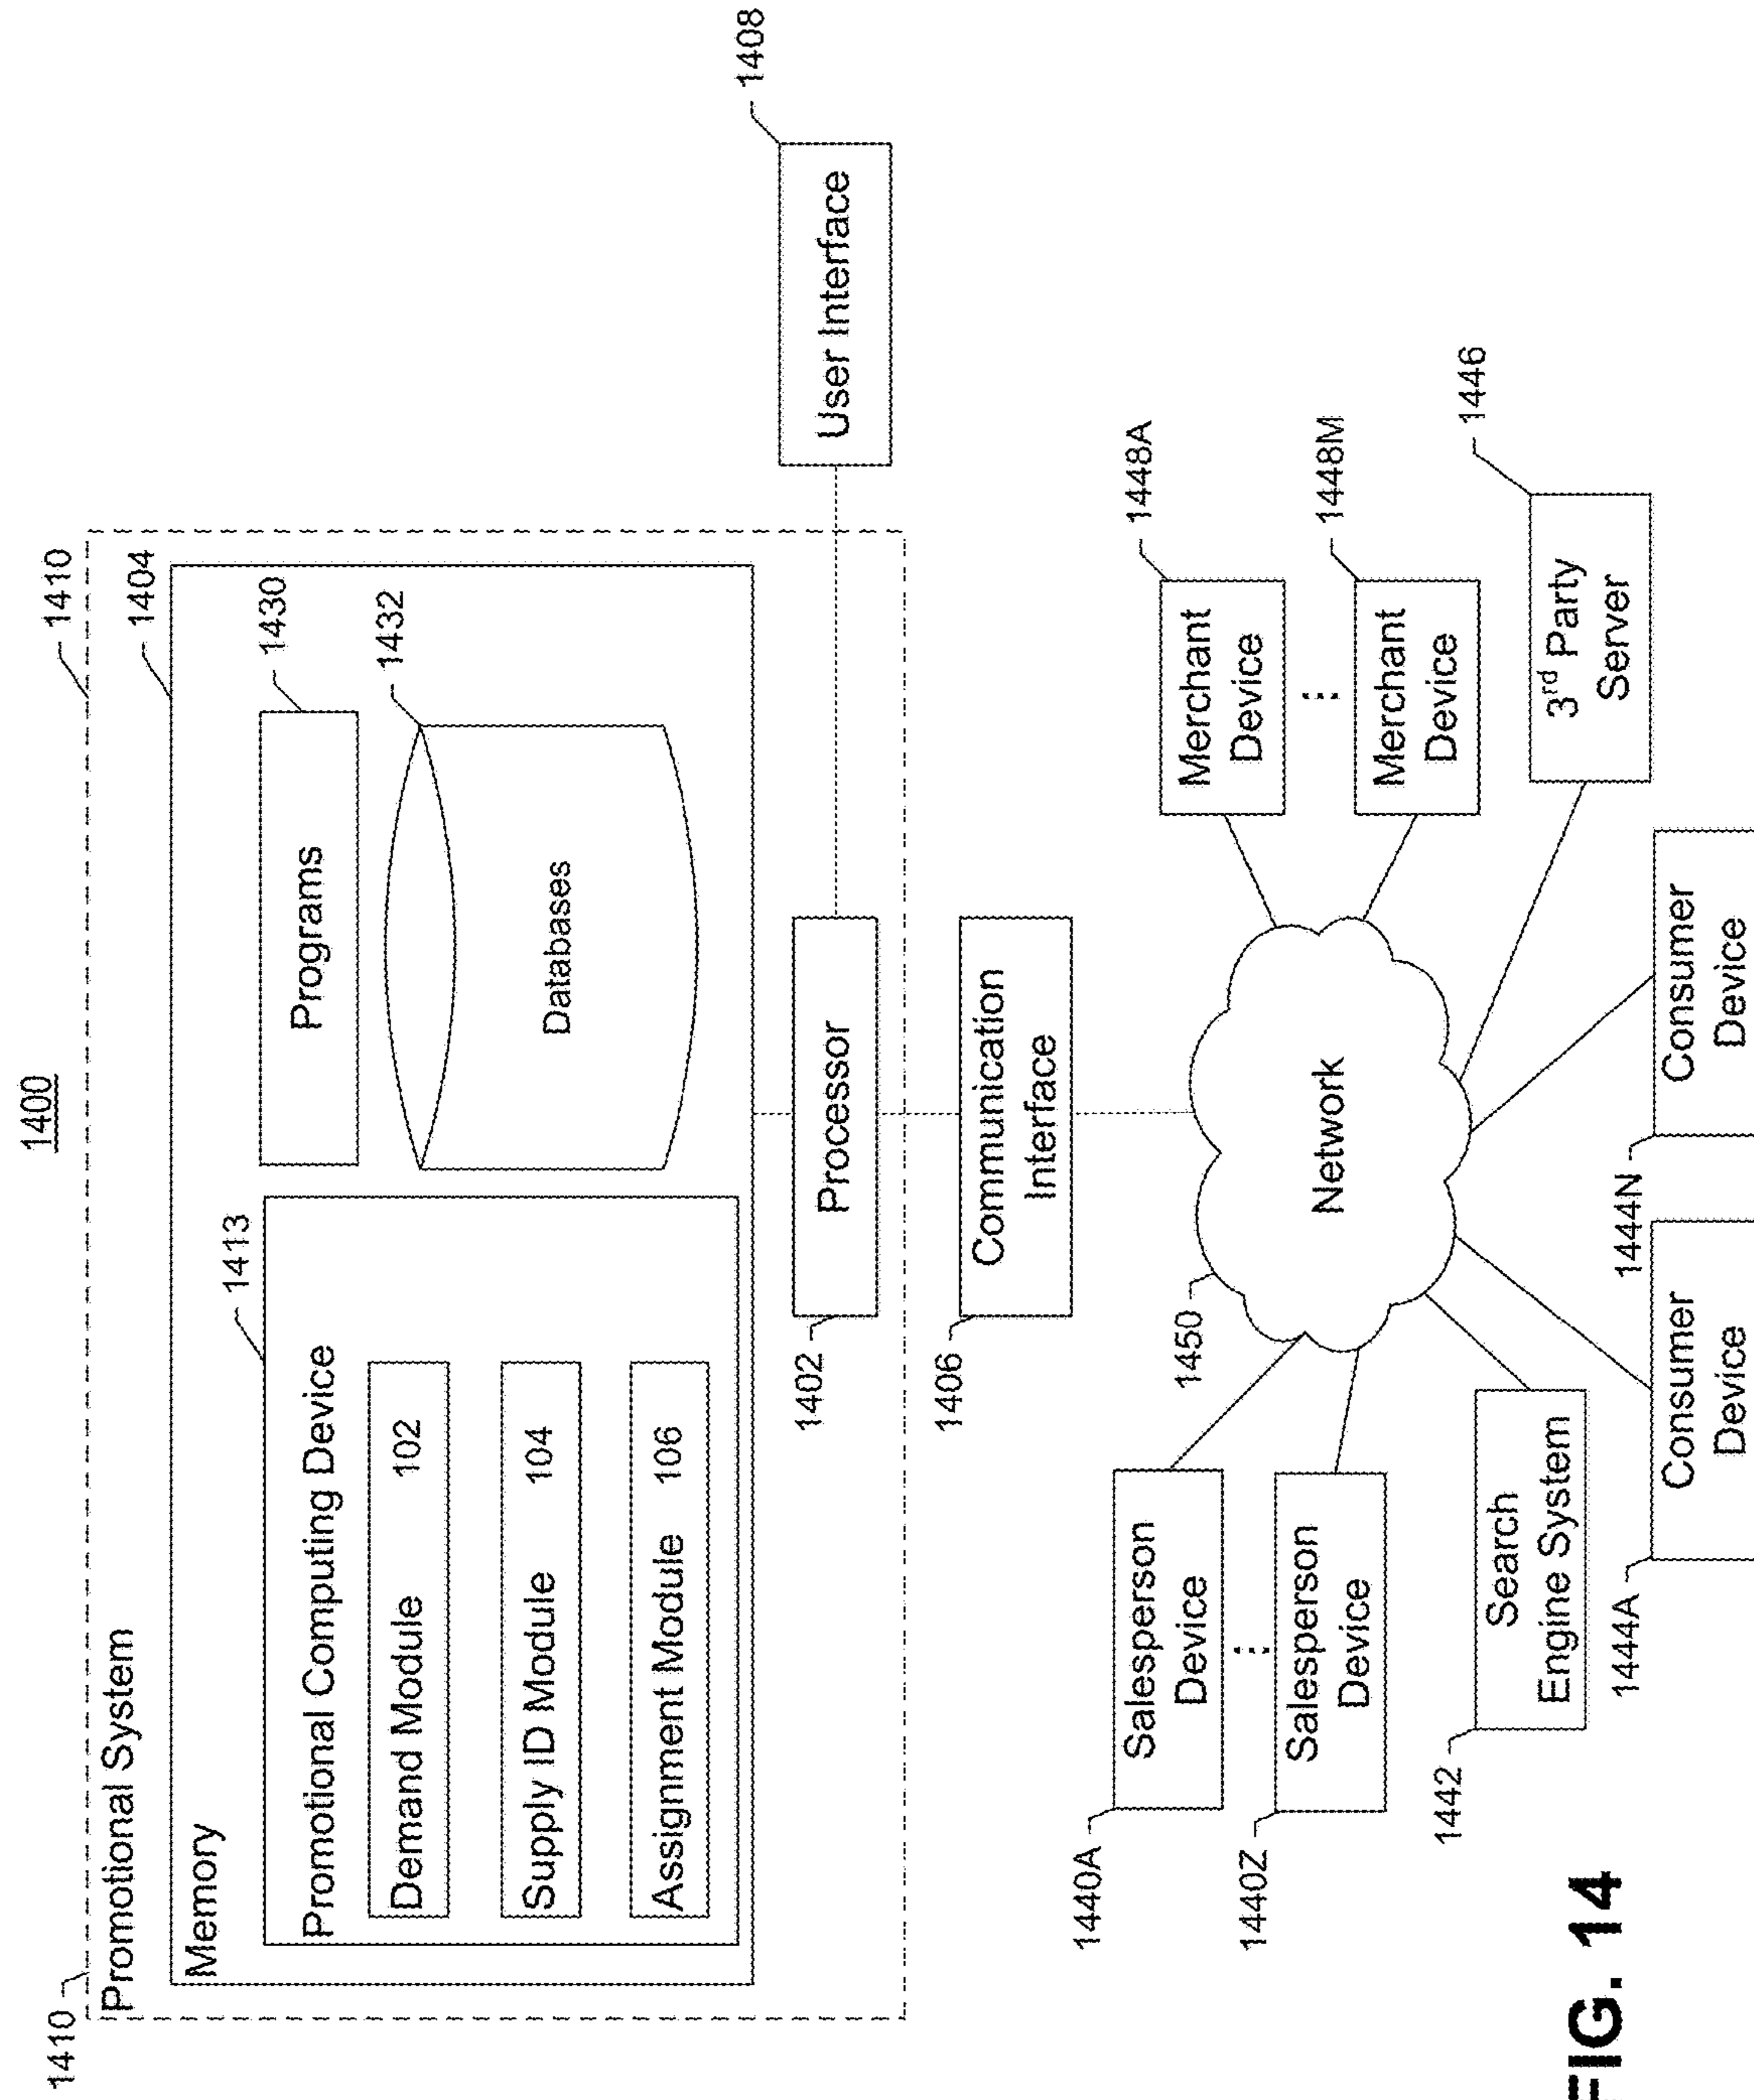 1400
1410
1410
Promotional System
1404
Memory
1413
Promotional Computing Device
Demand Module 102
Supply ID Module 104
Assignment Module 106
1430
Programs
1432
Databases
1402
Processor
1408
User Interface
1406
Communication
Interface
1450
Network
1440A
Salesperson
Device
1440Z
Salesperson
Device
1442
Search
Engine System
1444A
Consumer
Device
1444N
Consumer
Device
1448A
Merchant
Device
1448M
Merchant
Device
1446
3rd Party
Server
FIG. 14